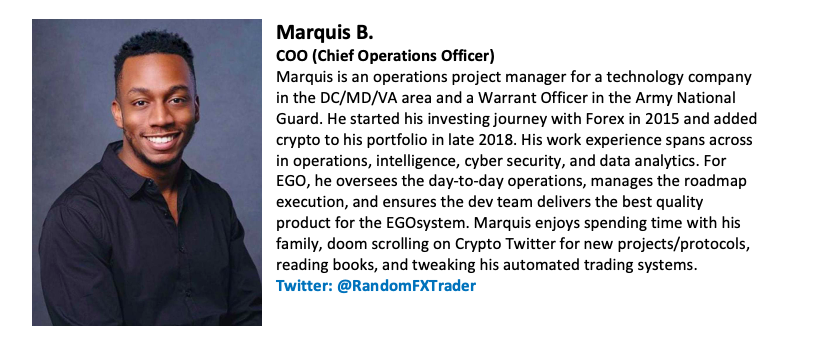 Marquis B.
COO (Chief Operations Officer)
Marquis is an operations project manager for a technology company
in the DC/MD/VA area and a Warrant Officer in the Army National
Guard. He started his investing journey with Forex in 2015 and added
crypto to his portfolio in late 2018. His work experience spans across
in operations, intelligence, cyber security, and data analytics. For
EGO, he oversees the day-to-day operations, manages the roadmap
execution, and ensures the dev team delivers the best quality
product for the EGOsystem. Marquis enjoys spending time with his
family, doom scrolling on Crypto Twitter for new projects/protocols,
reading books, and tweaking his automated trading systems.
Twitter: @RandomFXTrader